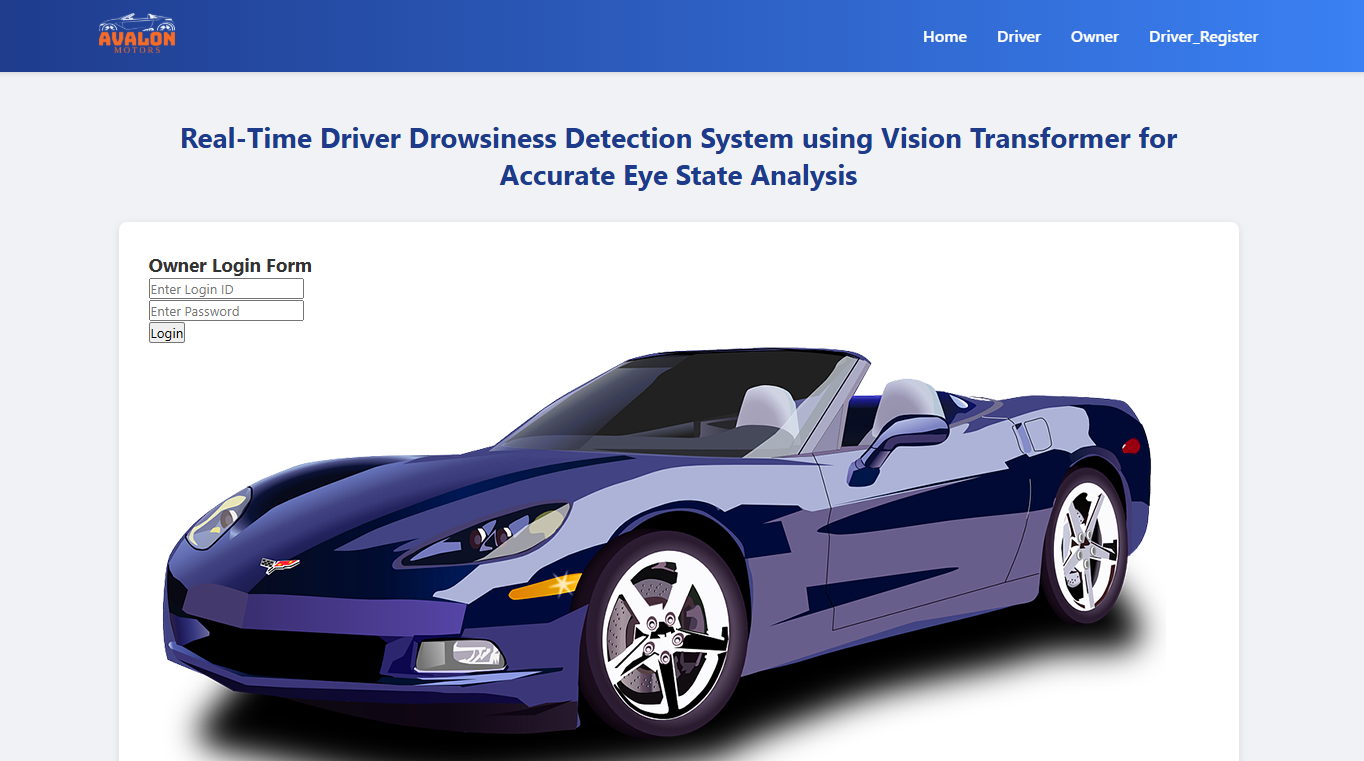 AVALON
MOTORS
Home Driver Owner Driver_Register
Real-Time Driver Drowsiness Detection System using Vision Transformer for
Accurate Eye State Analysis
Owner Login Form
Enter Login ID
Enter Password
Login